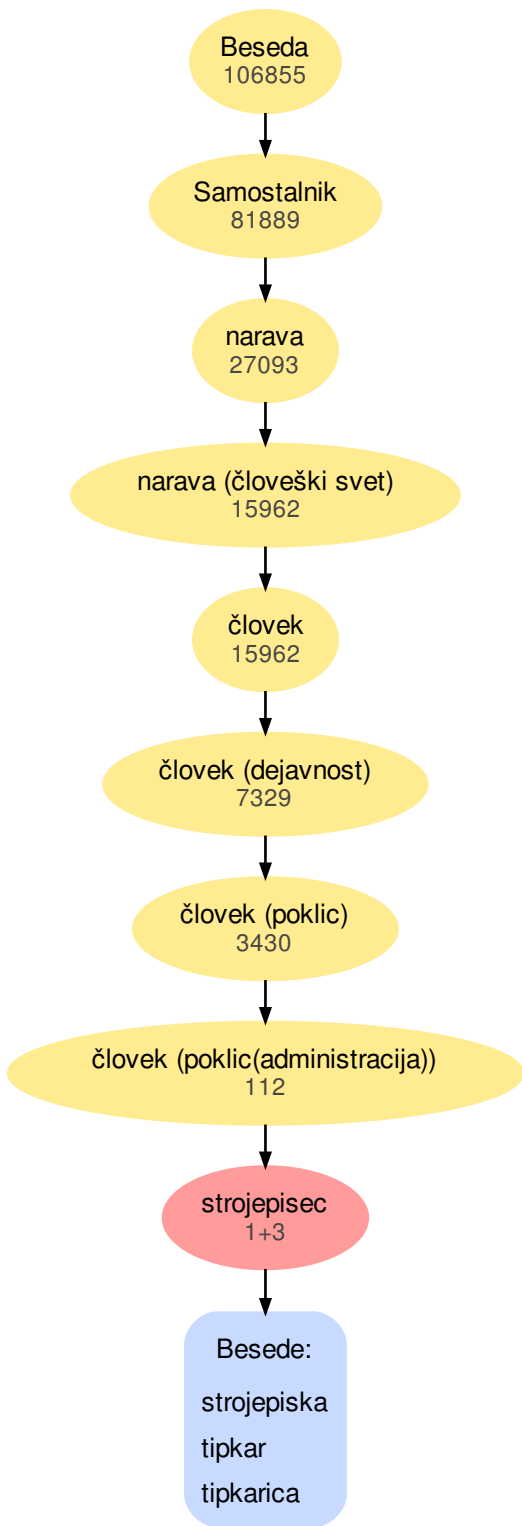 Beseda
106855
Samostalnik
81889
narava
27093
narava (človeški svet)
15962
človek
15962
človek (dejavnost)
7329
človek (poklic)
3430
človek (poklic(administracija))
112
strojepisec
1+3
Besede:
strojepiska
tipkar
tipkarica